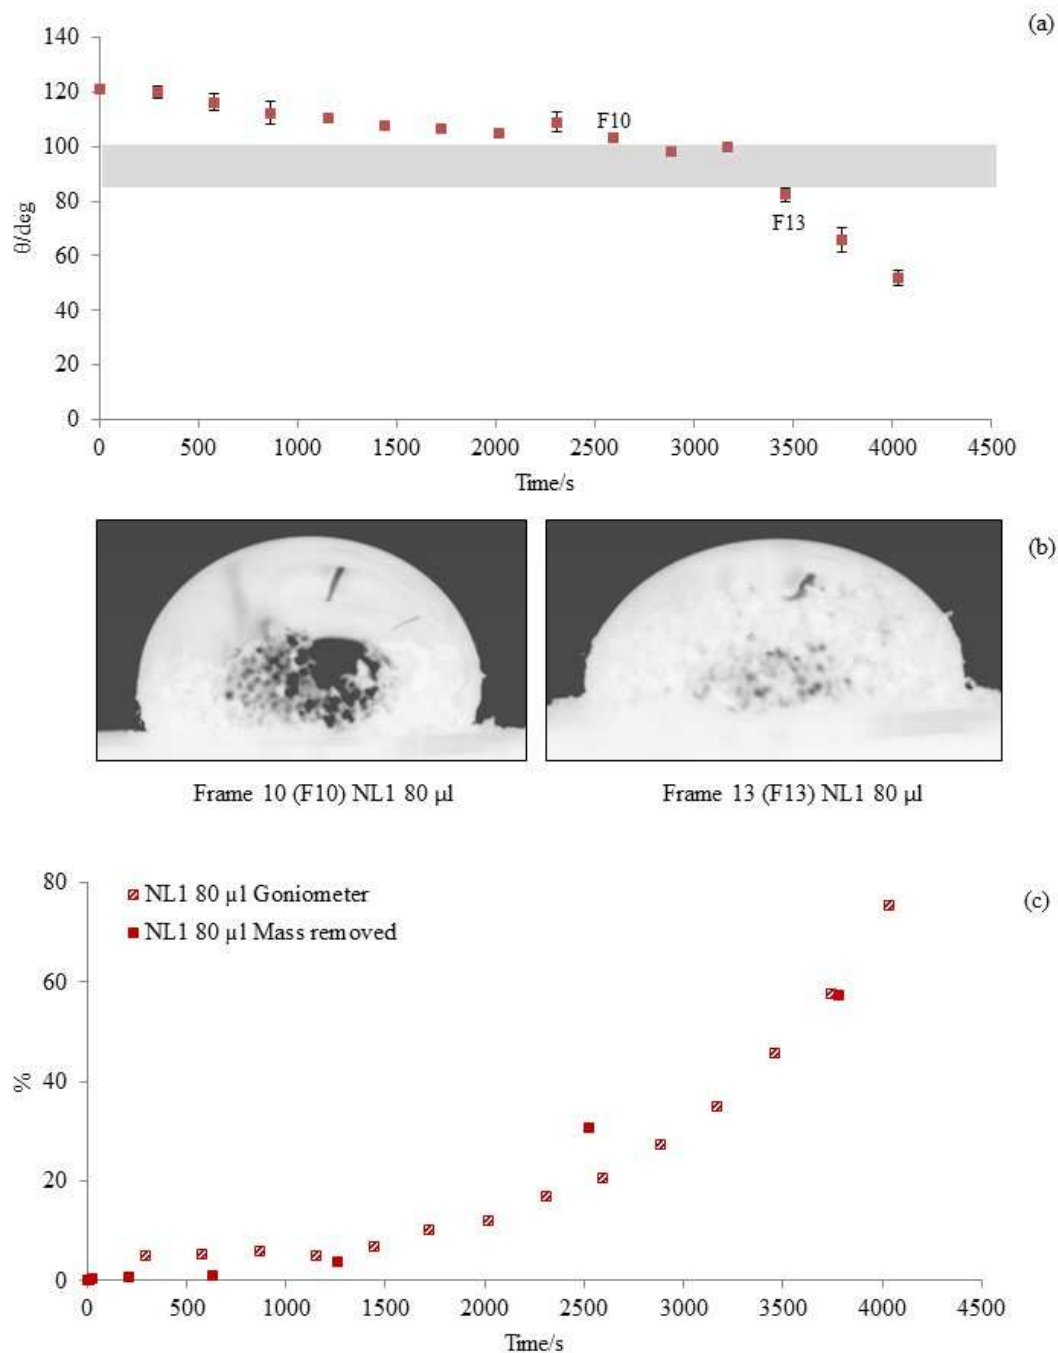 (a)
140
120
100
80
60
40
20
0
θ/deg
F10
F13
0 500 1000 1500 2000 2500 3000 3500 4000 4500
Time/s
(b)
Frame 10 (F10) NL1 80 µl
Frame 13 (F13) NL1 80 µl
(c)
80
60
40
20
0
%
NL1 80 µl Goniometer
NL1 80 µl Mass removed
0 500 1000 1500 2000 2500 3000 3500 4000 4500
Time/s